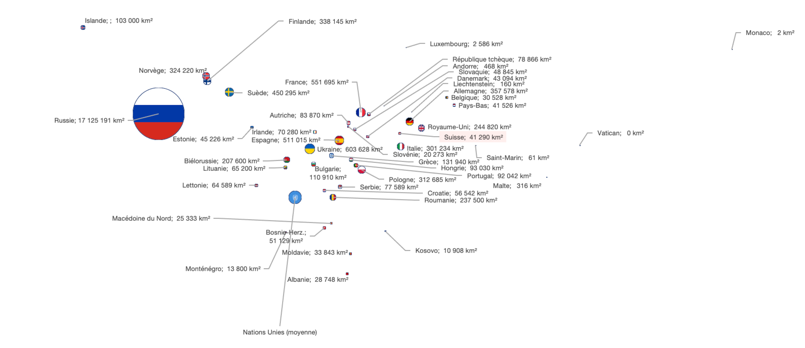 Islande; ; 103 000 km²
Finlande; 338 145 km²
Monaco; 2 km²
Luxembourg; 2 586 km²
République tchèque; 78 866 km²
Andorre; 468 km²
Slovaquie; 48 845 km²
Danemark; 43 094 km²
Liechtenstein; 160 km²
Allemagne; 357 578 km²
Belgique; 30 528 km²
Pays-Bas; 41 526 km²
Norvège; 324 220 km²
Suède; 450 295 km²
France; 551 695 km²
Russie; 17 125 191 km²
Autriche; 83 870 km²
Royaume-Uni; 244 820 km²
Suisse; 41 290 km²
Vatican; 0 km²
Estonie; 45 226 km²
Irlande; 70 280 km²
Espagne; 511 015 km²
Ukraine; 603 628 km²
Italie; 301 234 km²
Slovénie; 20 273 km²
Saint-Marin; 61 km²
Biélorussie; 207 600 km²
Grèce; 131 940 km²
Lituanie; 65 200 km²
Hongrie; 93 030 km²
Bulgarie;
110 910 km²
Portugal; 92 042 km²
Pologne; 312 685 km²
Lettonie; 64 589 km²
Serbie; 77 589 km²
Malte; 316 km²
Croatie; 56 542 km²
Roumanie; 237 500 km²
Macédoine du Nord; 25 333 km²
Bosnie-Herz.;
51 129 km²
Kosovo; 10 908 km²
Moldavie; 33 843 km²
Monténégro; 13 800 km²
Albanie; 28 748 km²
Nations Unies (moyenne)